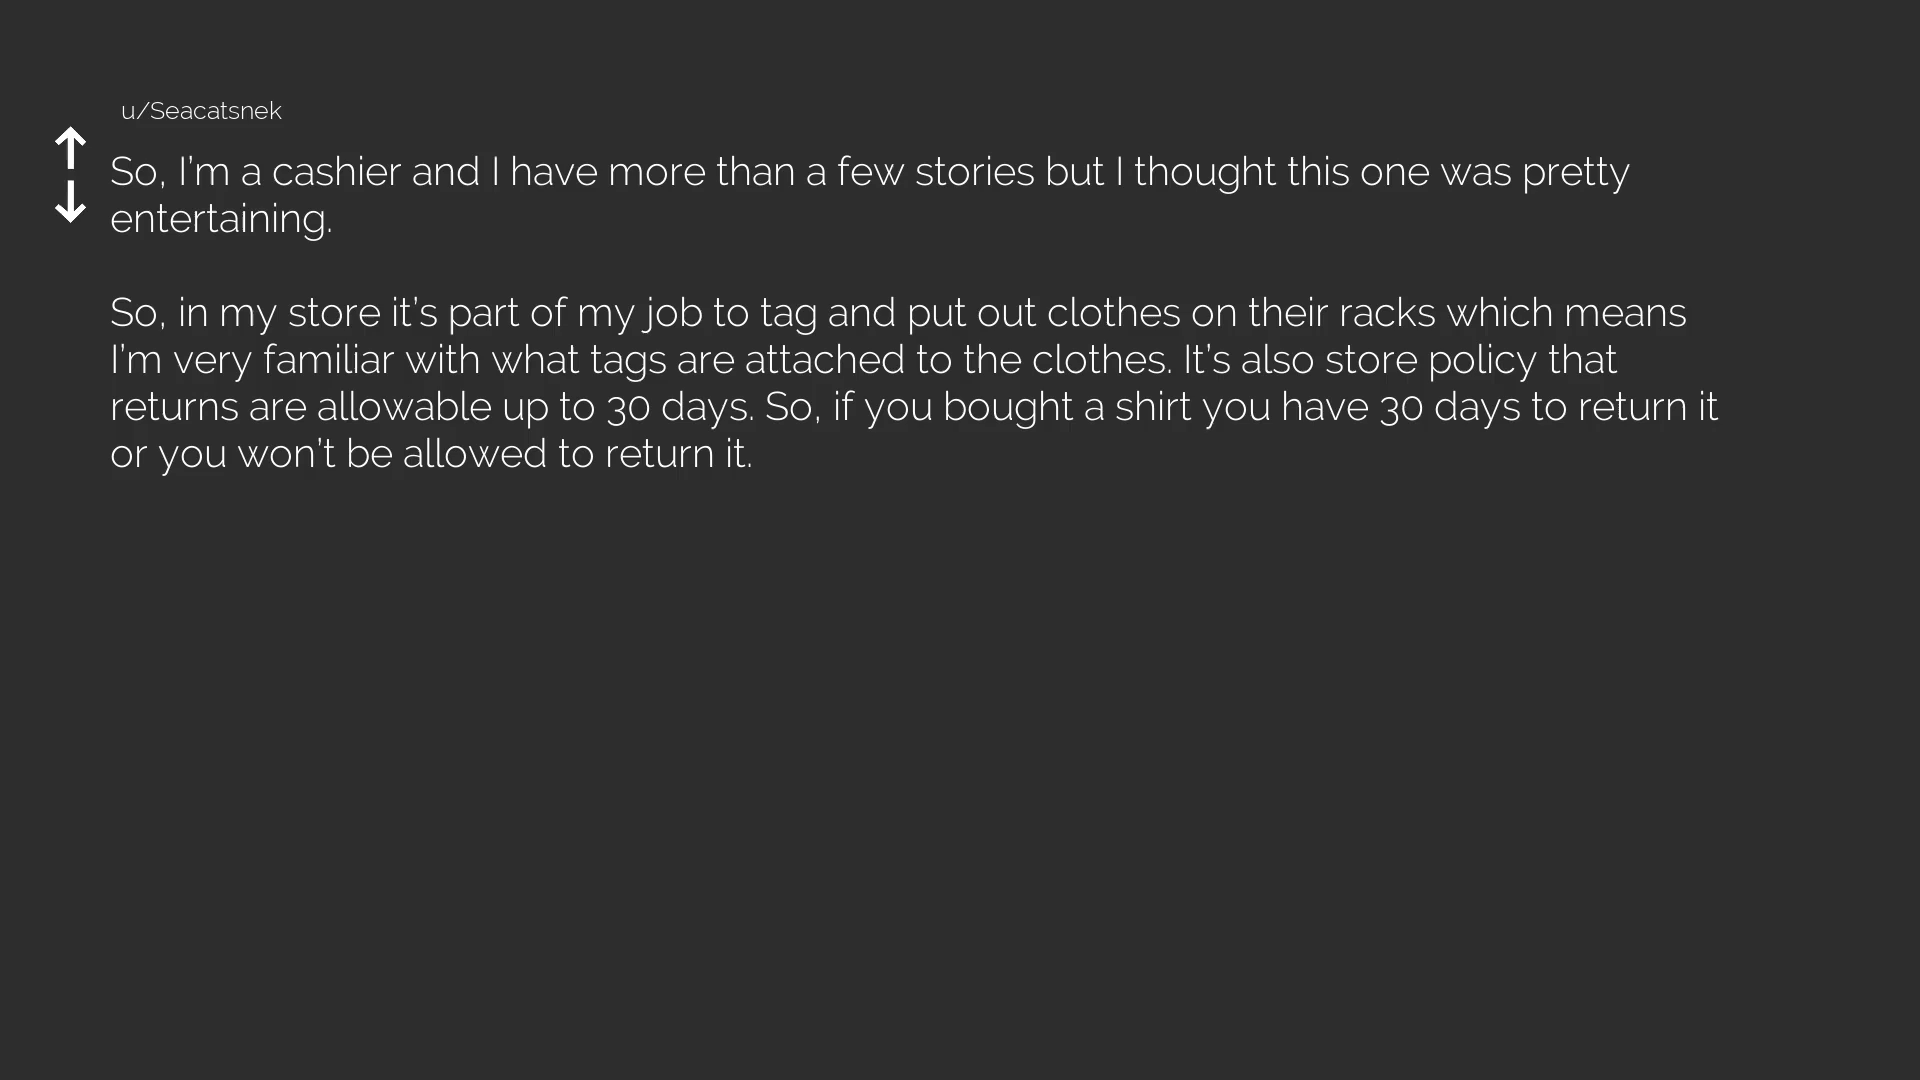 u/Seacatsnek
So, I’m a cashier and I have more than a few stories but I thought this one was pretty
entertaining.
So, in my store it’s part of my job to tag and put out clothes on their racks which means
I’m very familiar with what tags are attached to the clothes. It’s also store policy that
returns are allowable up to 30 days. So, if you bought a shirt you have 30 days to return it
or you won’t be allowed to return it.